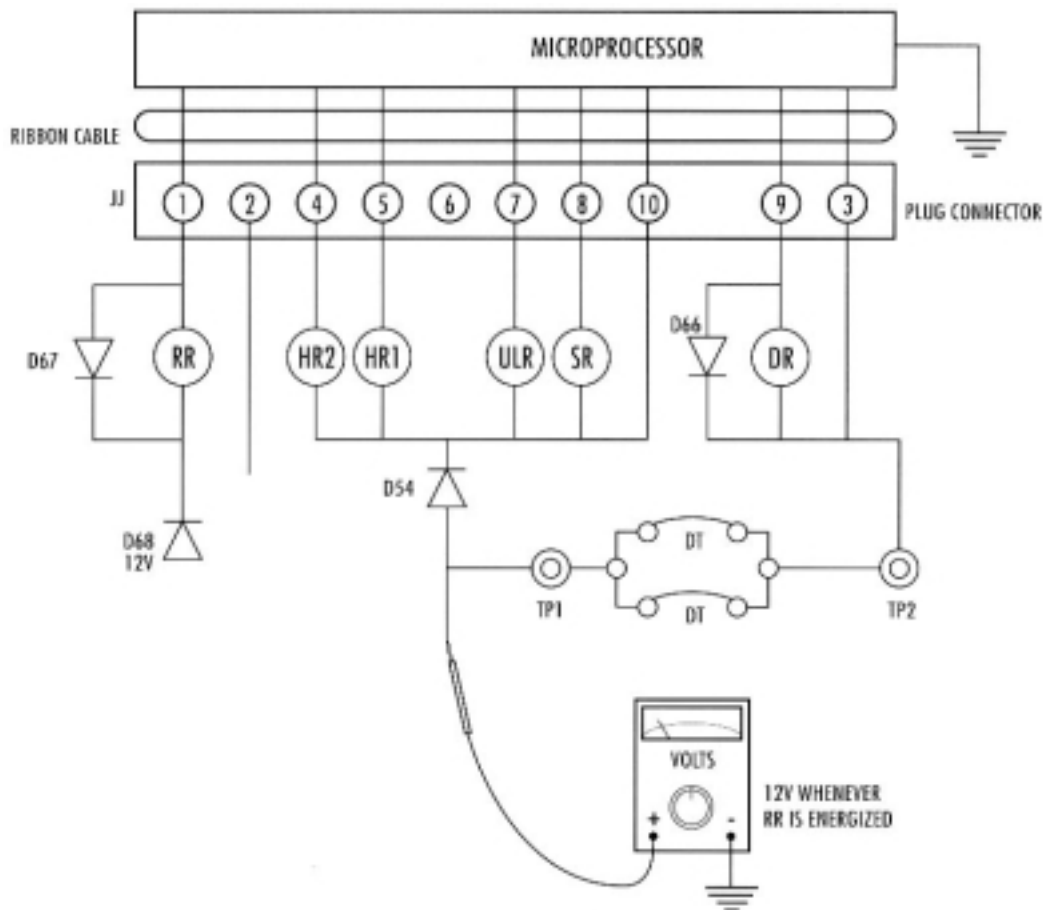 MICROPROCESSOR
RIBBON CABLE
JJ
1 2 4 5 6 7 8 10 9 3
PLUG CONNECTOR
D67
RR
HR2
HR1
ULR
SR
D66
DR
D54
D68
12V
TP1
DT
DT
TP2
VOLTS
+ -
12V WHENEVER
RR IS ENERGIZED